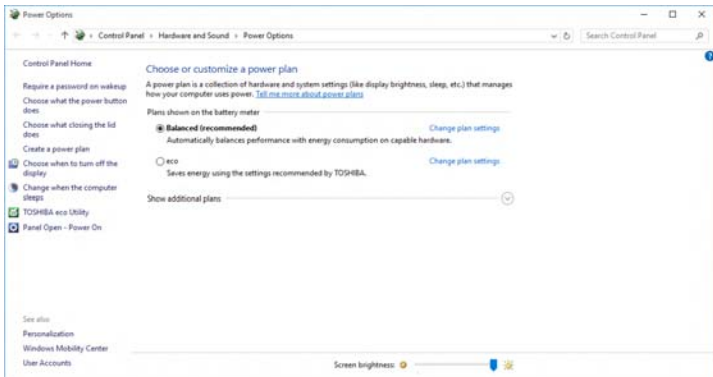 Power Options
Control Panel › Hardware and Sound › Power Options
Search Control Panel
Control Panel Home
Require a password on wakeup
Choose what the power button
does
Choose what closing the lid
does
Create a power plan
Choose when to turn off the
display
Change when the computer
sleeps
TOSHIBA eco Utility
Panel Open - Power On
See also
Personalization
Windows Mobility Center
User Accounts
Choose or customize a power plan
A power plan is a collection of hardware and system settings (like display brightness, sleep, etc.) that manages
how your computer uses power. Tell me more about power plans
Plans shown on the battery meter
Balanced (recommended) Change plan settings
Automatically balances performance with energy consumption on capable hardware.
eco Change plan settings
Saves energy using the settings recommended by TOSHIBA.
Show additional plans
Screen brightness: